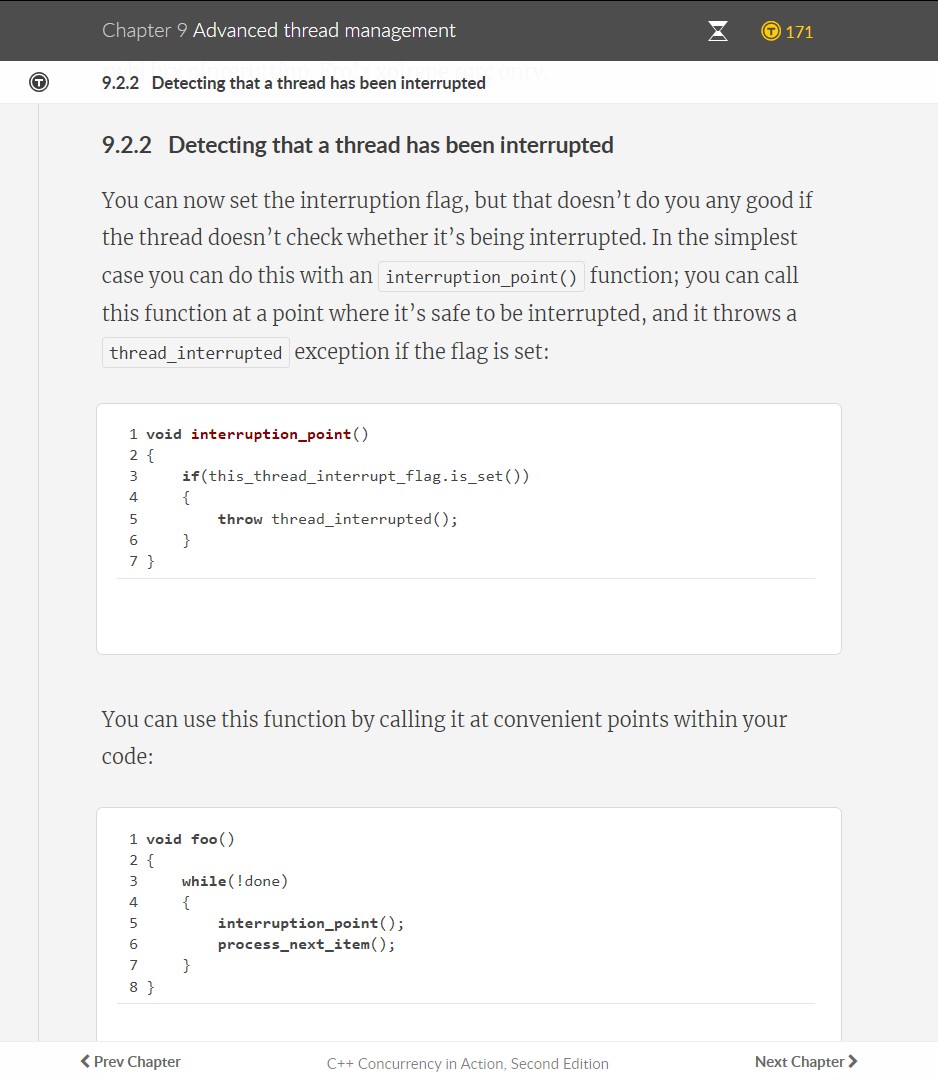 Chapter 9 Advanced thread management
171
9.2.2 Detecting that a thread has been interrupted
9.2.2 Detecting that a thread has been interrupted
You can now set the interruption flag, but that doesn’t do you any good if
the thread doesn’t check whether it’s being interrupted. In the simplest
case you can do this with an interruption_point() function; you can call
this function at a point where it’s safe to be interrupted, and it throws a
thread_interrupted exception if the flag is set:
1 void interruption_point()
2 {
3     if(this_thread_interrupt_flag.is_set())
4     {
5         throw thread_interrupted();
6     }
7 }
You can use this function by calling it at convenient points within your
code:
1 void foo()
2 {
3     while(!done)
4     {
5         interruption_point();
6         process_next_item();
7     }
8 }
Prev Chapter
C++ Concurrency in Action, Second Edition
Next Chapter